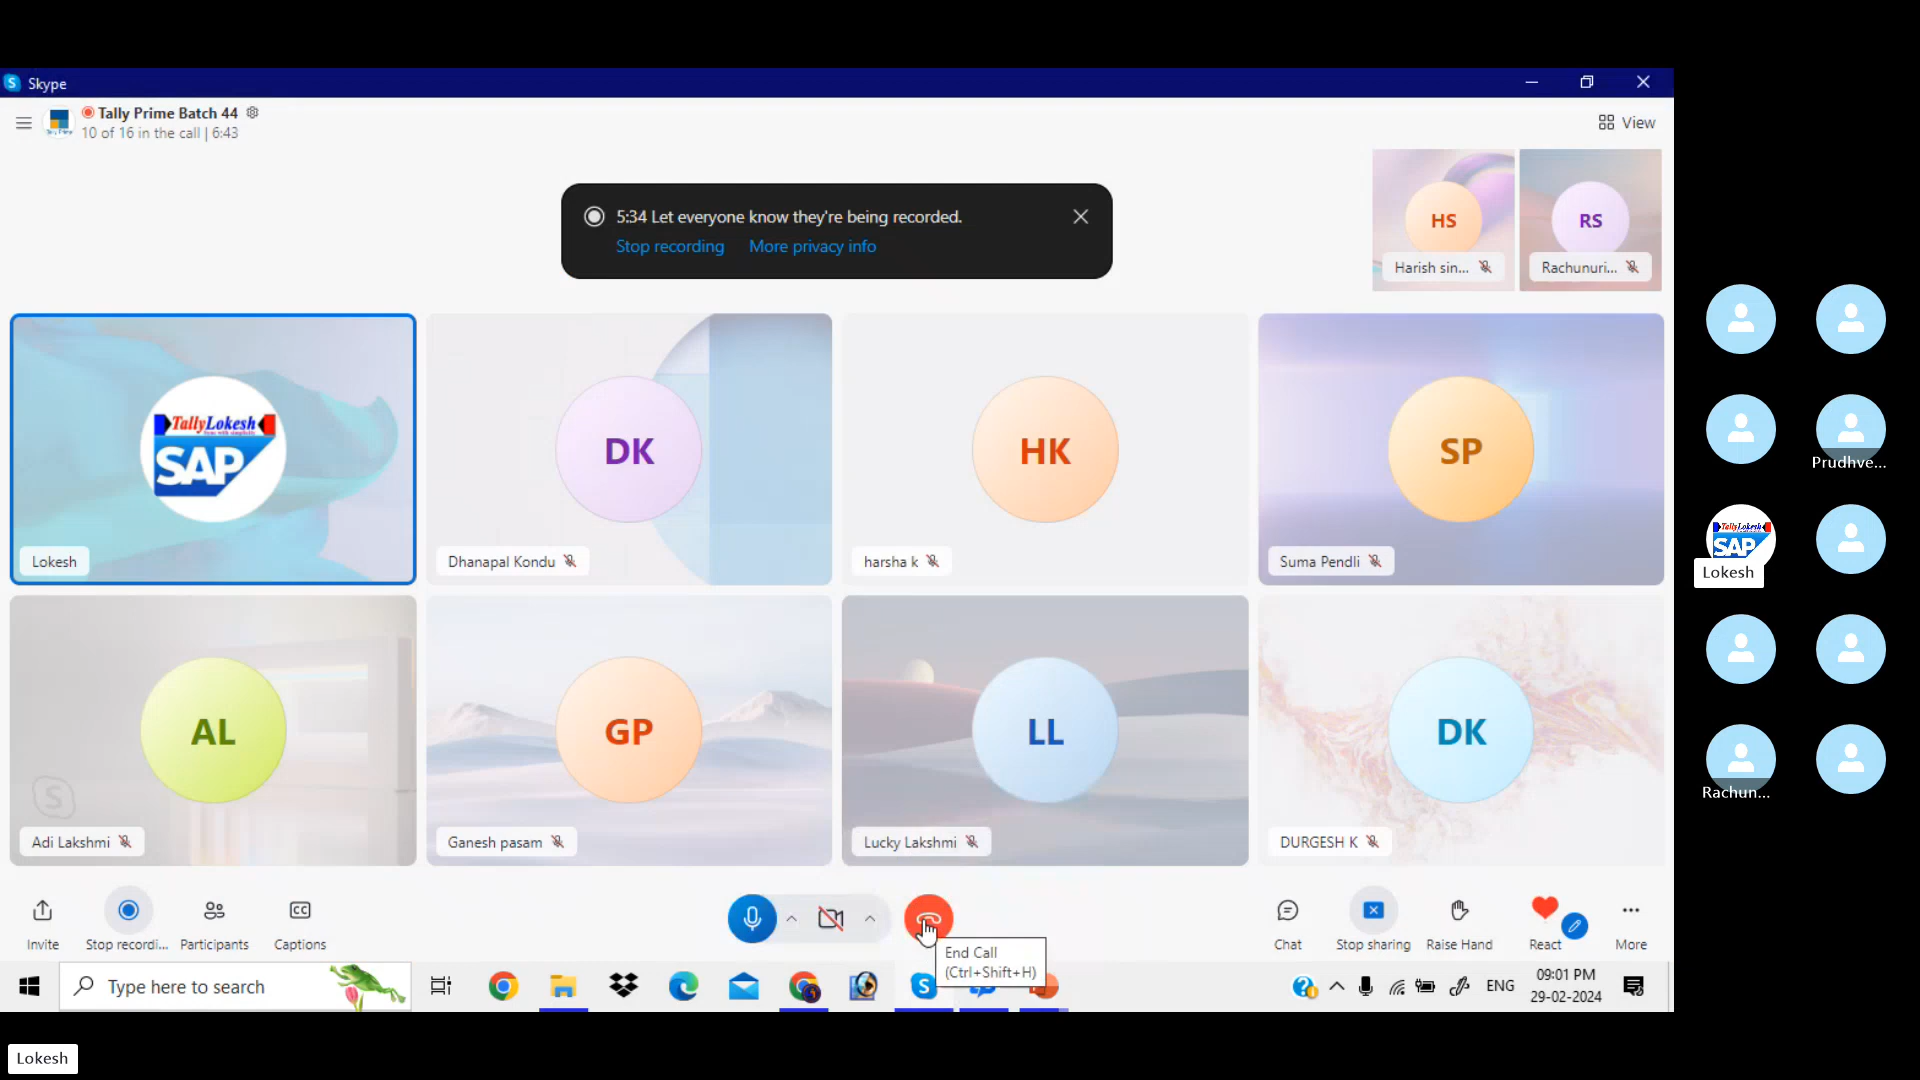 Skype
Tally Prime Batch 44
10 of 16 in the call | 6:43
View
5:34 Let everyone know they're being recorded.
Stop recording More privacy info
HS
RS
Harish sin...
Rachunuri...
TallyLokesh
SAP
DK
HK
SP
Lokesh
Dhanapal Kondu
harsha k
Suma Pendli
AL
GP
LL
DK
Adi Lakshmi
Ganesh pasam
Lucky Lakshmi
DURGESH K
Invite
Stop recordi...
Participants
CC
Captions
Chat
Stop sharing
Raise Hand
React
More
End Call
(Ctrl+Shift+H)
Type here to search
ENG
09:01 PM
29-02-2024
Prudhve...
TallyLokesh
SAP
Lokesh
Rachun...
Lokesh